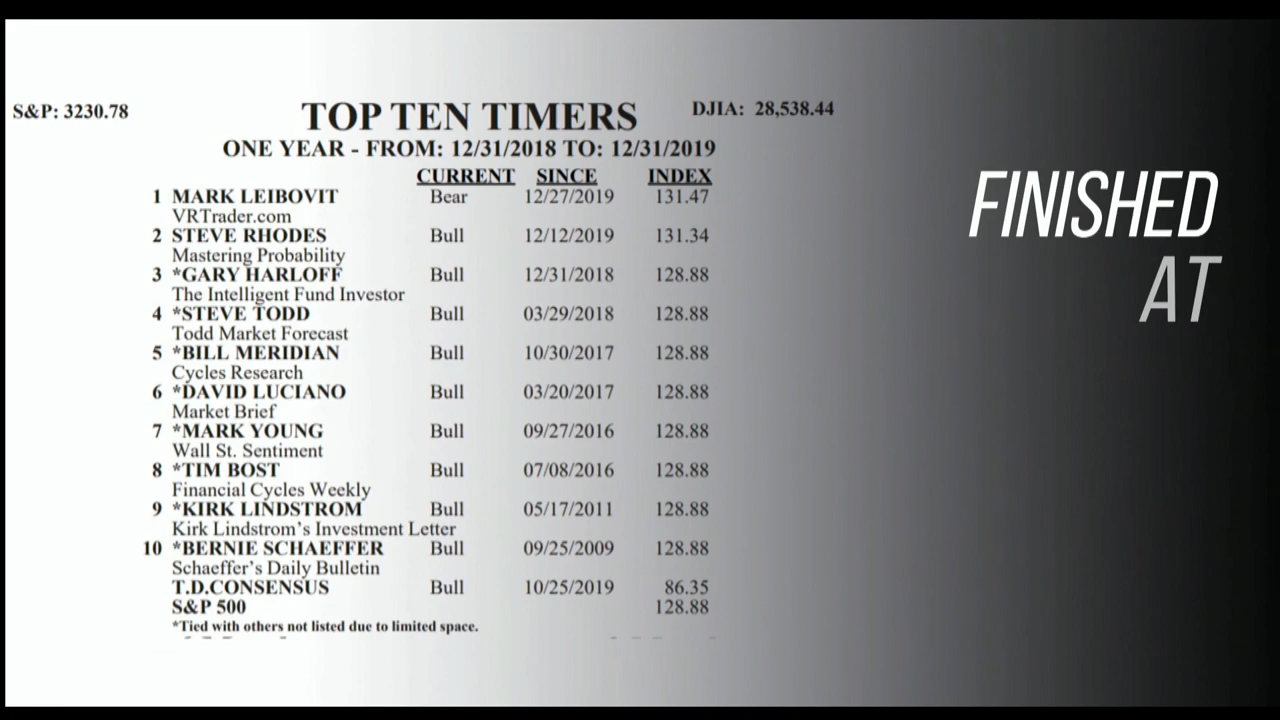 S&P: 3230.78
TOP TEN TIMERS
DJIA: 28,538.44
ONE YEAR - FROM: 12/31/2018 TO: 12/31/2019
CURRENT SINCE INDEX
1 MARK LEIBOVIT Bear 12/27/2019 131.47
VRTrader.com
2 STEVE RHODES Bull 12/12/2019 131.34
Mastering Probability
3 *GARY HARLOFF Bull 12/31/2018 128.88
The Intelligent Fund Investor
4 *STEVE TODD Bull 03/29/2018 128.88
Todd Market Forecast
5 *BILL MERIDIAN Bull 10/30/2017 128.88
Cycles Research
6 *DAVID LUCIANO Bull 03/20/2017 128.88
Market Brief
7 *MARK YOUNG Bull 09/27/2016 128.88
Wall St. Sentiment
8 *TIM BOST Bull 07/08/2016 128.88
Financial Cycles Weekly
9 *KIRK LINDSTROM Bull 05/17/2011 128.88
Kirk Lindstrom's Investment Letter
10 *BERNIE SCHAEFFER Bull 09/25/2009 128.88
Schaeffer's Daily Bulletin
T.D.CONSENSUS Bull 10/25/2019 86.35
S&P 500 128.88
*Tied with others not listed due to limited space.
FINISHED
AT